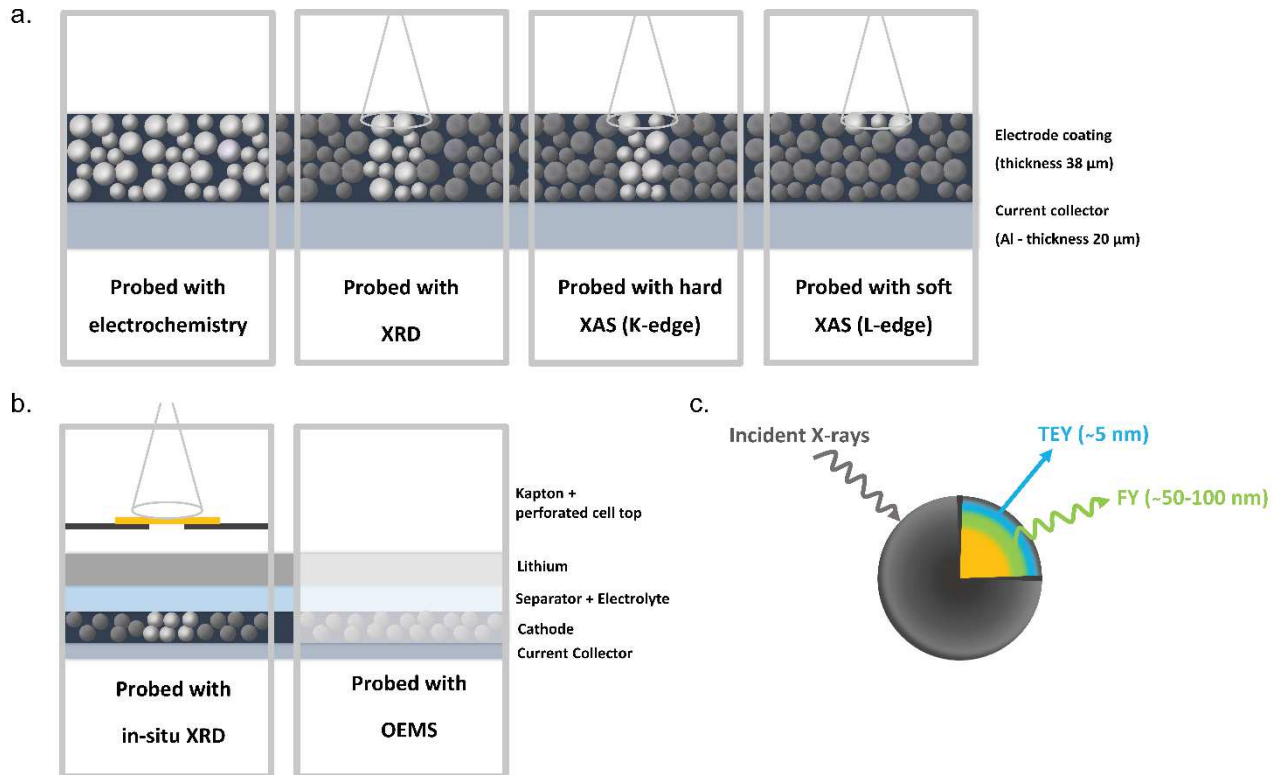 a.
Electrode coating
(thickness 38 µm)
Current collector
(Al - thickness 20 µm)
Probed with
electrochemistry
Probed with
XRD
Probed with hard
XAS (K-edge)
Probed with soft
XAS (L-edge)
b.
Kapton +
perforated cell top
Lithium
Separator + Electrolyte
Cathode
Current Collector
Probed with
in-situ XRD
Probed with
OEMS
c.
Incident X-rays
TEY (~5 nm)
FY (~50-100 nm)